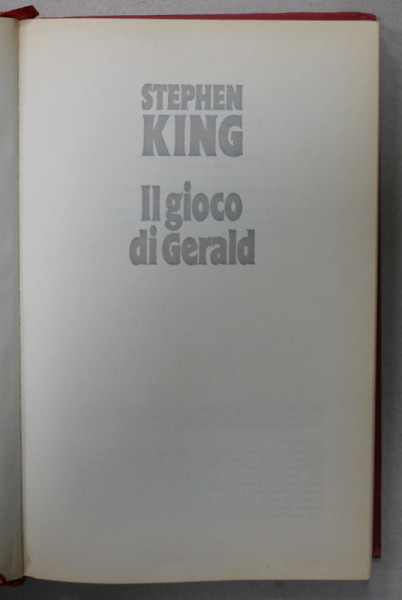 STEPHEN
KING
Il gioco
di Gerald